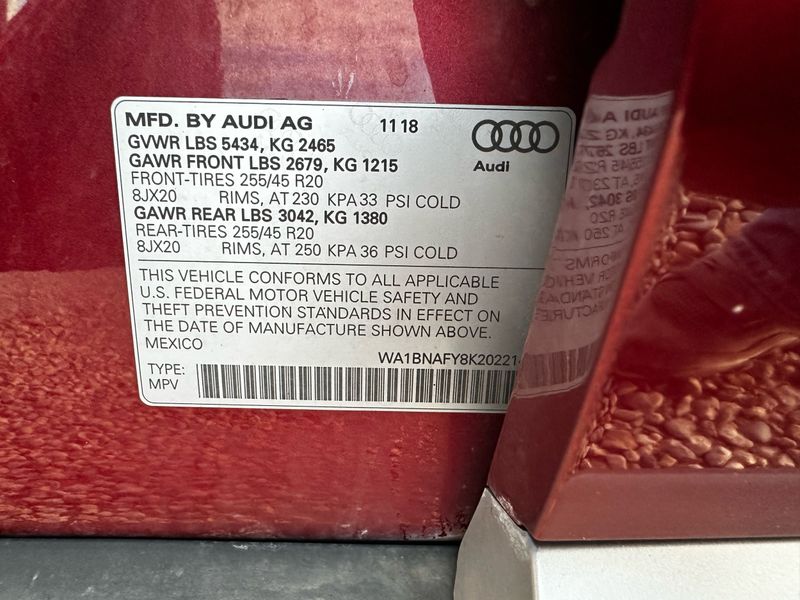 MFD. BY AUDI AG 11 18
GVWR LBS 5434, KG 2465
GAWR FRONT LBS 2679, KG 1215
Audi
FRONT-TIRES 255/45 R20
8JX20 RIMS, AT 230 KPA 33 PSI COLD
GAWR REAR LBS 3042, KG 1380
REAR-TIRES 255/45 R20
8JX20 RIMS, AT 250 KPA 36 PSI COLD
THIS VEHICLE CONFORMS TO ALL APPLICABLE
U.S. FEDERAL MOTOR VEHICLE SAFETY AND
THEFT PREVENTION STANDARDS IN EFFECT ON
THE DATE OF MANUFACTURE SHOWN ABOVE.
MEXICO
WA1BNAFY8K20221
TYPE:
MPV